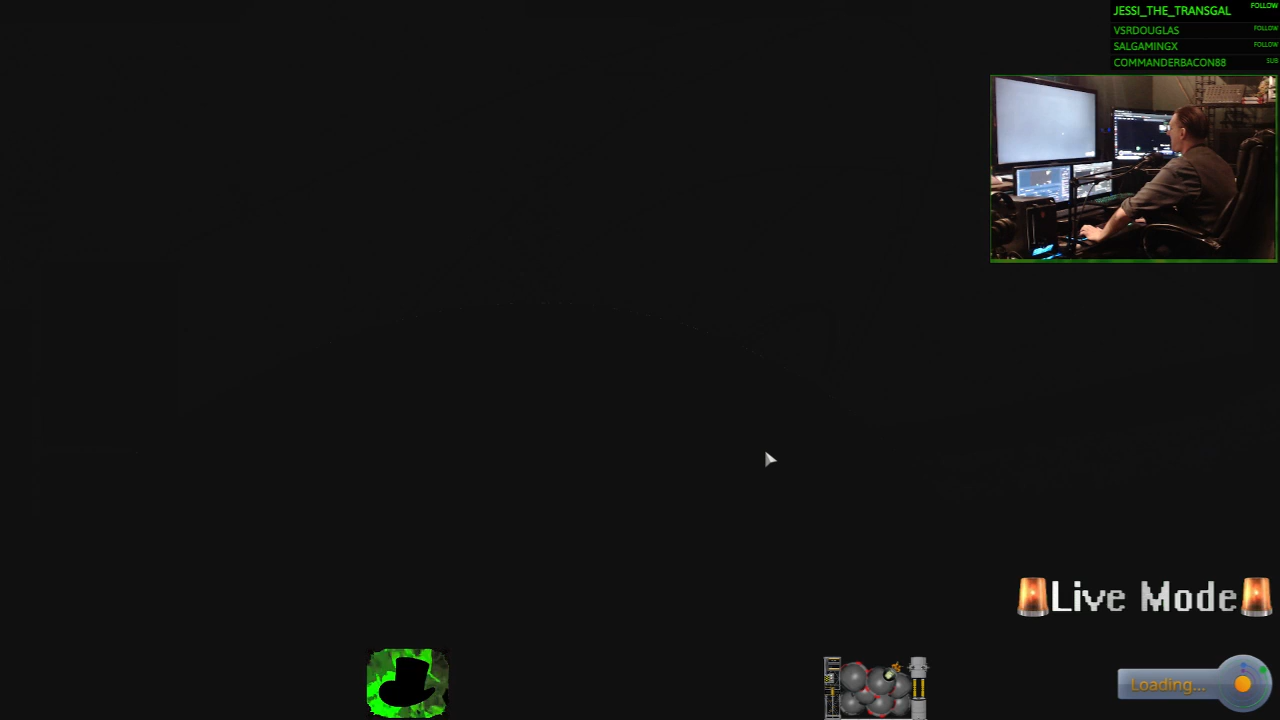 JESSI_THE_TRANSGAL FOLLOW
VSRDOUGLAS FOLLOW
SALGAMINGX FOLLOW
COMMANDERBACON88 SUB
Live Mode
Loading...